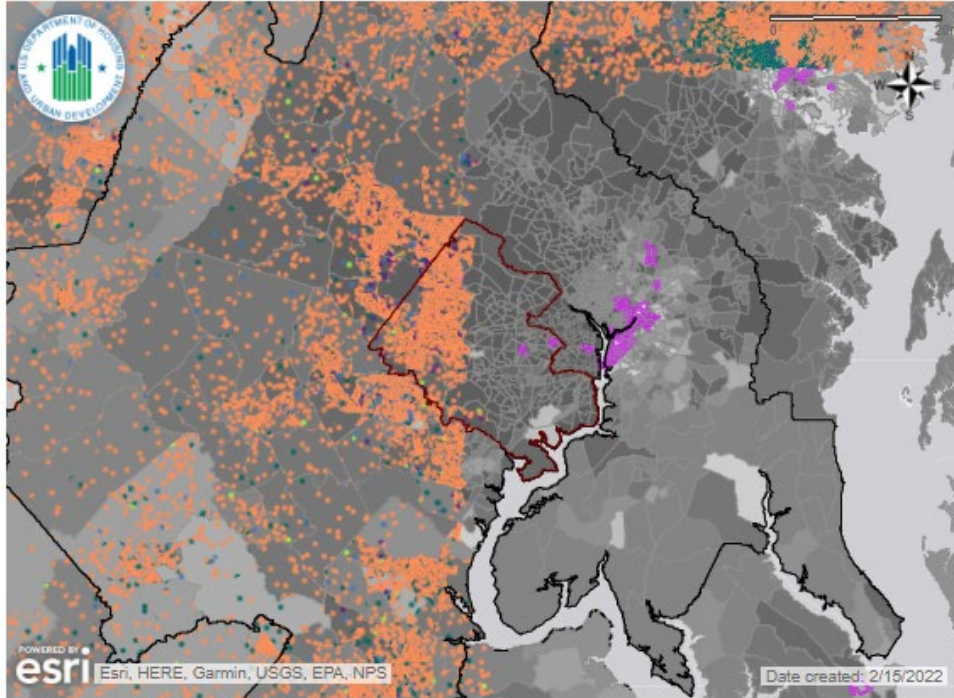 U.S. DEPARTMENT OF HOUSING
AND URBAN DEVELOPMENT
0
N
W E
S
POWERED BY
esri
Esri, HERE, Garmin, USGS, EPA, NPS
Date created: 2/15/2022